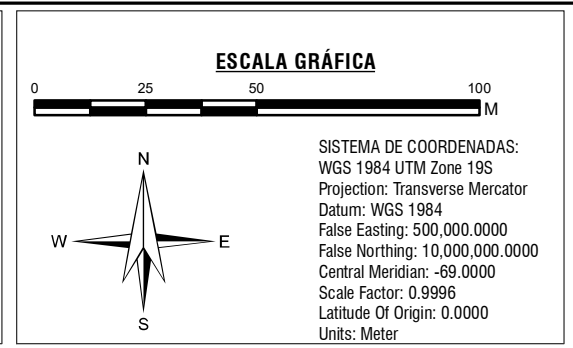 ESCALA GRÁFICA
0 25 50 100
M
N
W E
S
SISTEMA DE COORDENADAS:
WGS 1984 UTM Zone 19S
Projection: Transverse Mercator
Datum: WGS 1984
False Easting: 500,000.0000
False Northing: 10,000,000.0000
Central Meridian: -69.0000
Scale Factor: 0.9996
Latitude Of Origin: 0.0000
Units: Meter